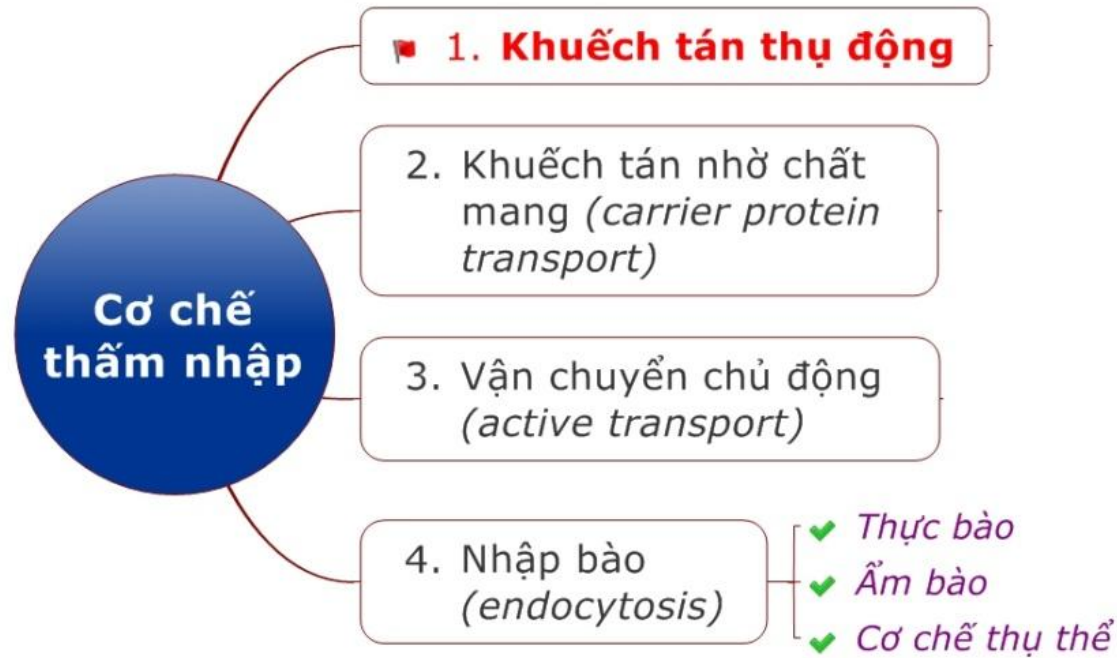 1. Khuếch tán thụ động
2. Khuếch tán nhờ chất
mang (carrier protein
transport)
Cơ chế
thấm nhập
3. Vận chuyển chủ động
(active transport)
4. Nhập bào
(endocytosis)
Thực bào
Ẩm bào
Cơ chế thụ thể